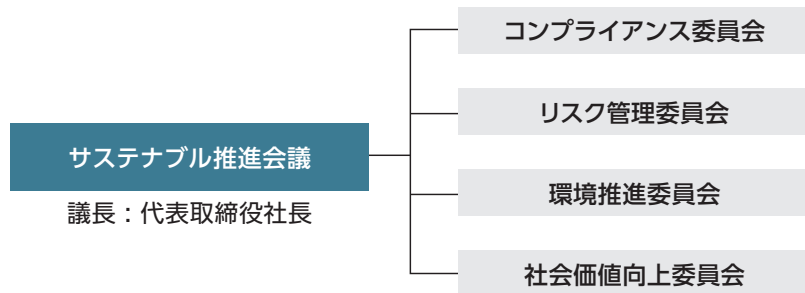 サステナブル推進会議
議長：代表取締役社長
コンプライアンス委員会
リスク管理委員会
環境推進委員会
社会価値向上委員会